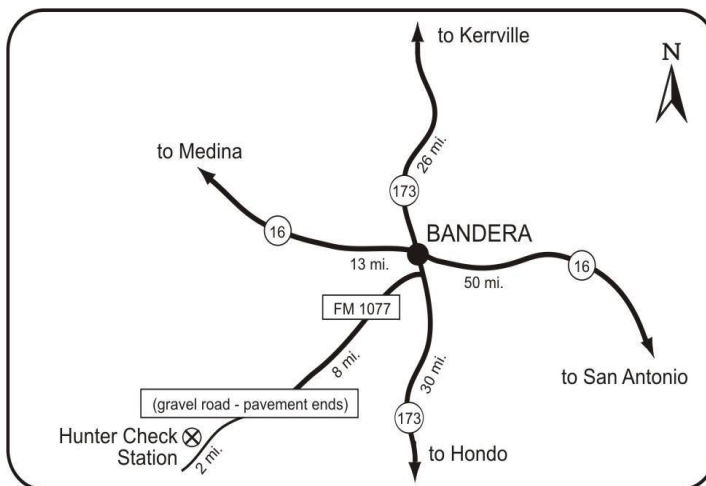 to Kerrville
N
26 mi.
to Medina
173
16
BANDERA
13 mi.
50 mi.
16
FM 1077
8 mi.
30 mi.
to San Antonio
(gravel road - pavement ends)
173
Hunter Check
Station
2 mi.
to Hondo